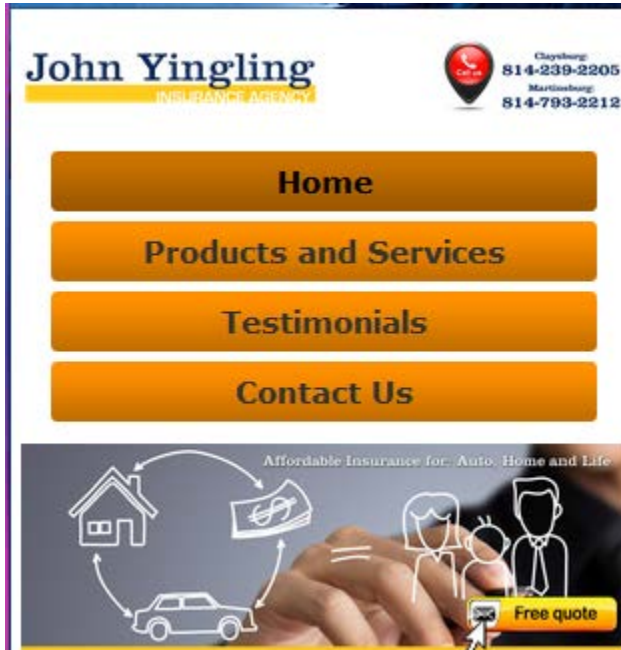 John Yingling
INSURANCE AGENCY
Call us
Claysburg:
814-239-2205
Martinsburg:
814-793-2212
Home
Products and Services
Testimonials
Contact Us
Affordable Insurance for: Auto, Home and Life
$
Free quote